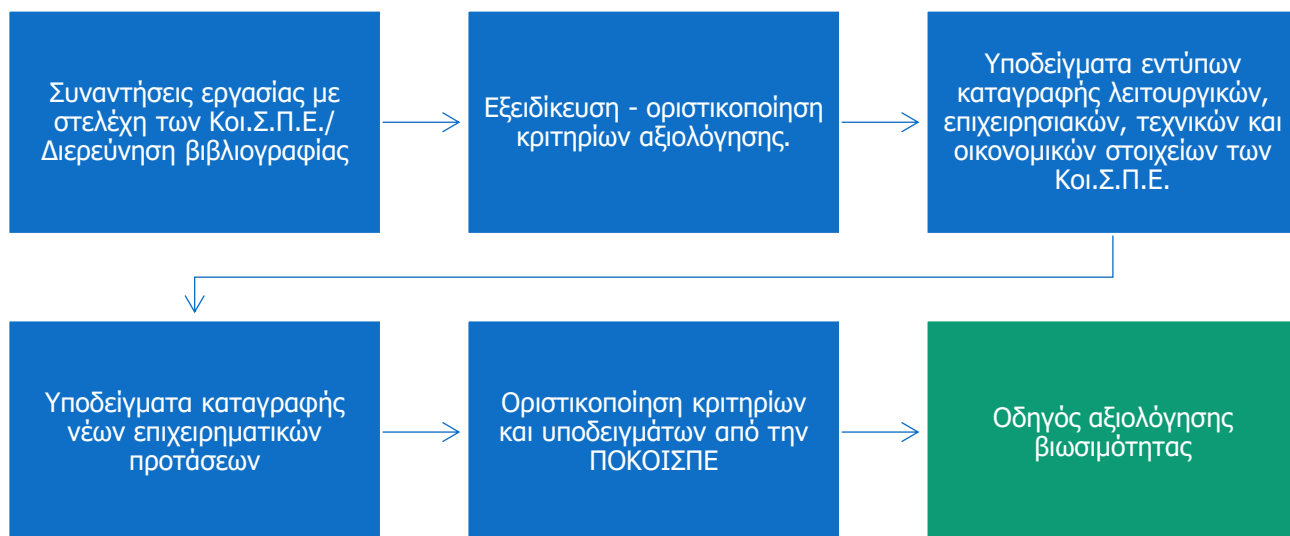 Συναντήσεις εργασίας με
στελέχη των Κοι.Σ.Π.Ε./
Διερεύνηση βιβλιογραφίας
Εξειδίκευση - οριστικοποίηση
κριτηρίων αξιολόγησης.
Υποδείγματα εντύπων
καταγραφής λειτουργικών,
επιχειρησιακών, τεχνικών και
οικονομικών στοιχείων των
Κοι.Σ.Π.Ε.
Υποδείγματα καταγραφής
νέων επιχειρηματικών
προτάσεων
Οριστικοποίηση κριτηρίων
και υποδειγμάτων από την
ΠΟΚΟΙΣΠΕ
Οδηγός αξιολόγησης
βιωσιμότητας